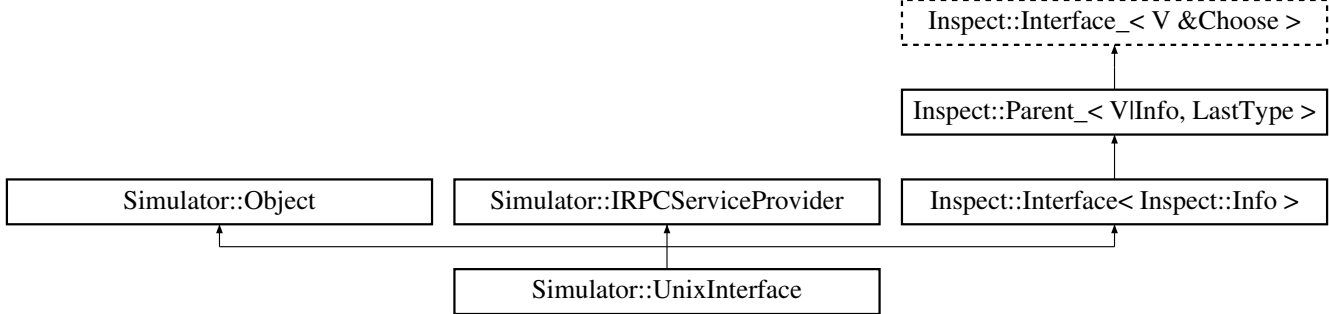 Inspect::Interface_< V &Choose >
Inspect::Parent_< V|Info, LastType >
Simulator::Object
Simulator::IRPCServiceProvider
Inspect::Interface< Inspect::Info >
Simulator::UnixInterface